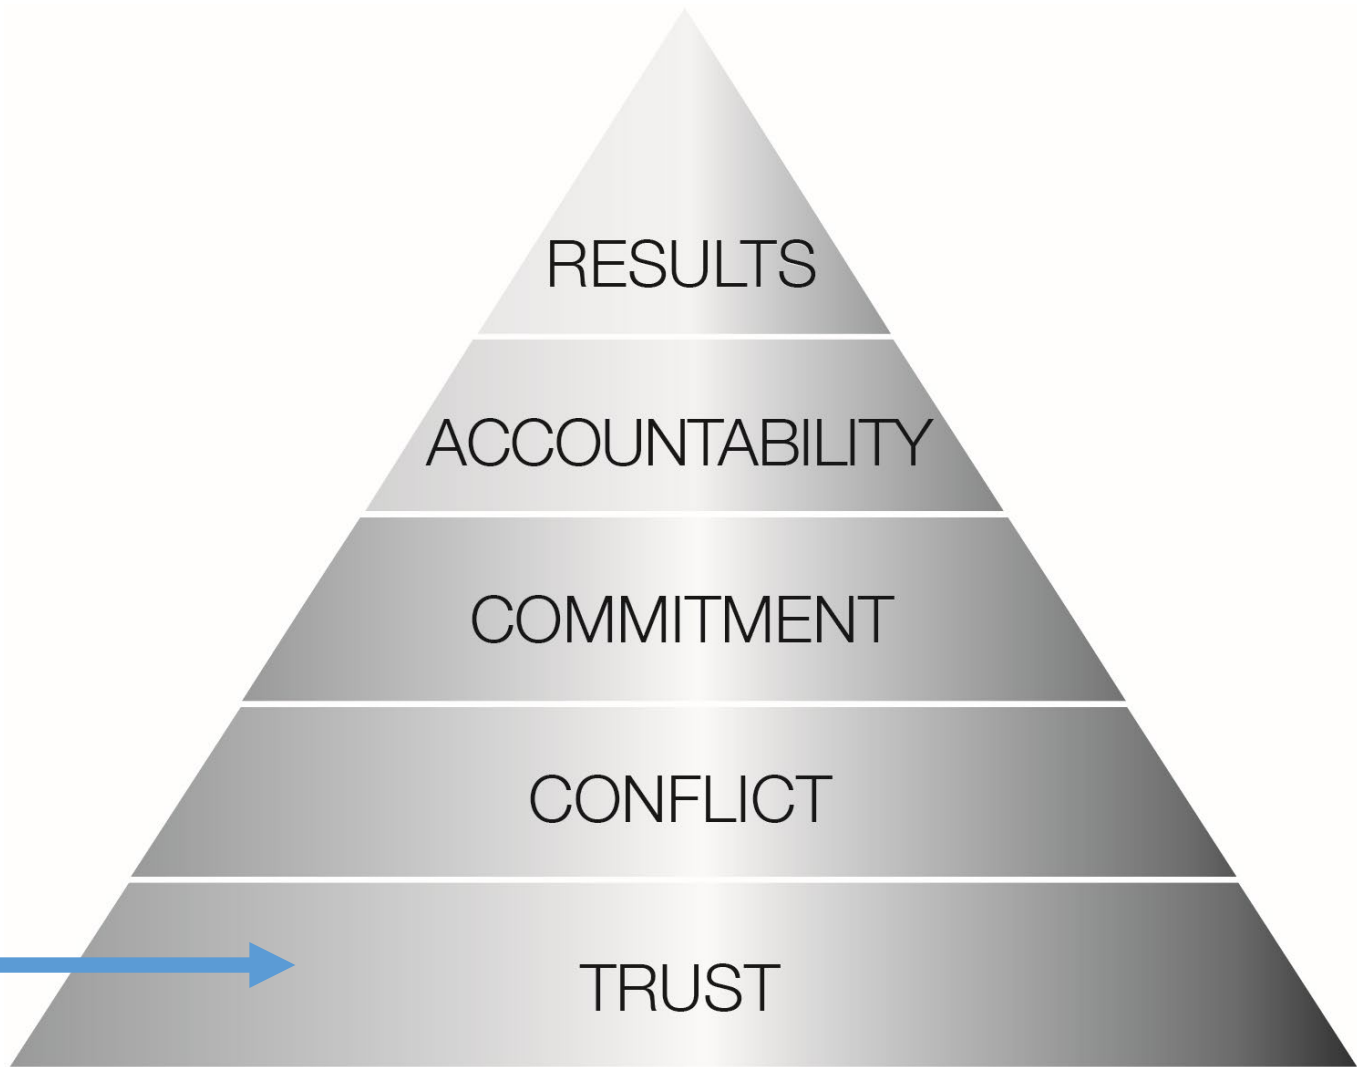 RESULTS
ACCOUNTABILITY
COMMITMENT
CONFLICT
TRUST